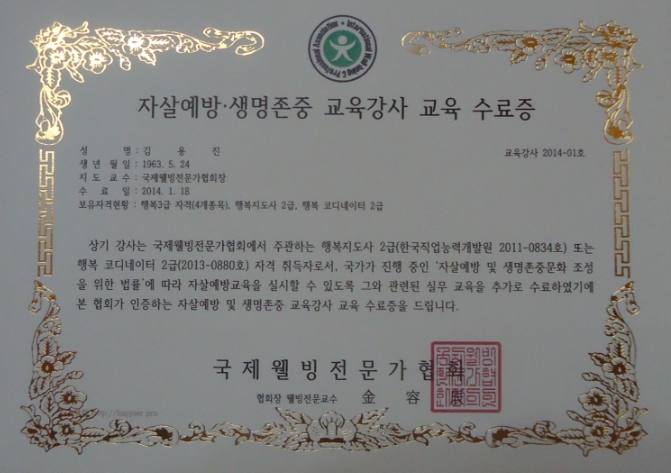 International Well-being & Professional Association
자살예방·생명존중 교육강사 교육 수료증
성 명 : 김 용 진
교육강사 2014-01호
생 년 월 일 : 1963. 5. 24
지 도 교 수 : 국제웰빙전문가협회장
수 료 일 : 2014. 1. 18
보유자격현황 : 행복3급 자격(4개종목), 행복지도사 2급, 행복 코디네이터 2급
상기 강사는 국제웰빙전문가협회에서 주관하는 행복지도사 2급(한국직업능력개발원 2011-0834호) 또는
행복 코디네이터 2급(2013-0880호) 자격 취득자로서, 국가가 진행 중인 '자살예방 및 생명존중문화 조성
을 위한 법률'에 따라 자살예방교육을 실시할 수 있도록 그와 관련된 실무 교육을 추가로 수료하였기에
본 협회가 인증하는 자살예방 및 생명존중 교육강사 교육 수료증을 드립니다.
국제웰빙전문가협회
협회장 웰빙전문교수 金 容